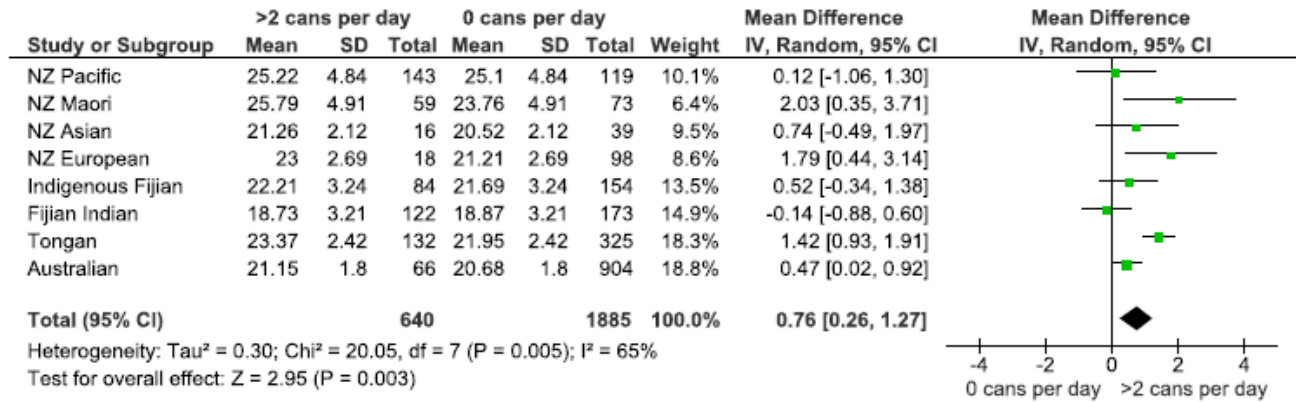 >2 cans per day 0 cans per day Mean Difference Mean Difference
Study or Subgroup Mean SD Total Mean SD Total Weight IV, Random, 95% CI IV, Random, 95% CI
NZ Pacific 25.22 4.84 143 25.1 4.84 119 10.1% 0.12 [-1.06, 1.30]
NZ Maori 25.79 4.91 59 23.76 4.91 73 6.4% 2.03 [0.35, 3.71]
NZ Asian 21.26 2.12 16 20.52 2.12 39 9.5% 0.74 [-0.49, 1.97]
NZ European 23 2.69 18 21.21 2.69 98 8.6% 1.79 [0.44, 3.14]
Indigenous Fijian 22.21 3.24 84 21.69 3.24 154 13.5% 0.52 [-0.34, 1.38]
Fijian Indian 18.73 3.21 122 18.87 3.21 173 14.9% -0.14 [-0.88, 0.60]
Tongan 23.37 2.42 132 21.95 2.42 325 18.3% 1.42 [0.93, 1.91]
Australian 21.15 1.8 66 20.68 1.8 904 18.8% 0.47 [0.02, 0.92]
Total (95% CI) 640 1885 100.0% 0.76 [0.26, 1.27]
Heterogeneity: Tau² = 0.30; Chi² = 20.05, df = 7 (P = 0.005); I² = 65%
Test for overall effect: Z = 2.95 (P = 0.003)
-4 -2 0 2 4
0 cans per day >2 cans per day